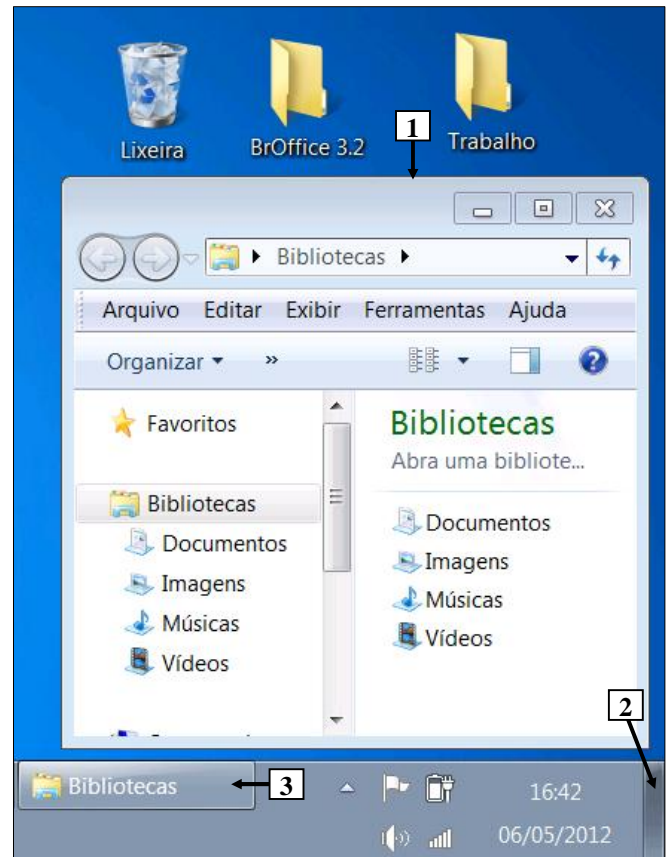 Lixeira
BrOffice 3.2
Trabalho
1
Bibliotecas
Arquivo Editar Exibir Ferramentas Ajuda
Organizar »
Favoritos
Bibliotecas
Documentos
Imagens
Músicas
Vídeos
Bibliotecas
Abra uma bibliote...
Documentos
Imagens
Músicas
Vídeos
2
Bibliotecas
3
16:42
06/05/2012